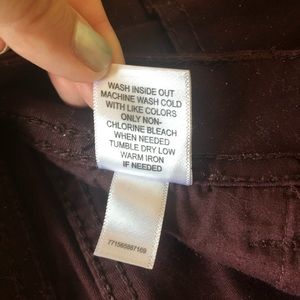 WASH INSIDE OUT
MACHINE WASH COLD
WITH LIKE COLORS
ONLY NON-
CHLORINE BLEACH
WHEN NEEDED
TUMBLE DRY LOW
WARM IRON
IF NEEDED
771565887169